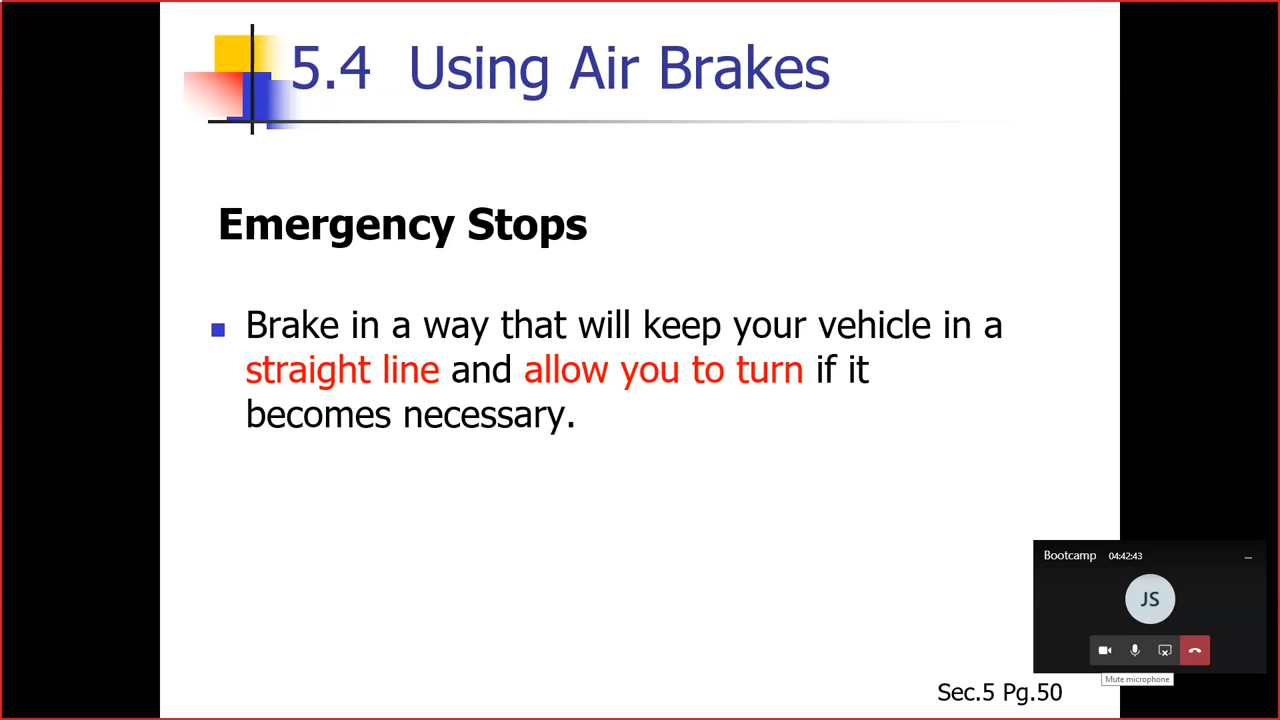 5.4 Using Air Brakes
Emergency Stops
Brake in a way that will keep your vehicle in a
straight line and allow you to turn if it
becomes necessary.
Bootcamp 04:42:43
JS
Mute microphone
Sec.5 Pg.50